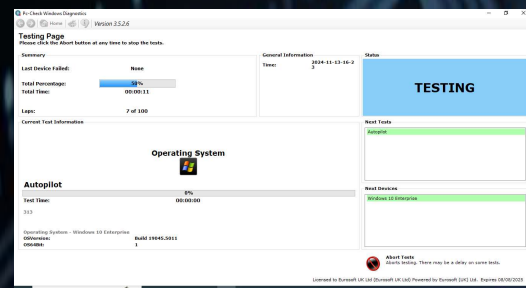 Pc-Check Windows Diagnostics
Home Version 3.5.2.6
Testing Page
Please click the Abort button at any time to stop the tests.
Summary
Last Device Failed: None
Total Percentage: 50%
Total Time: 00:00:11
Laps: 7 of 100
General Information
Time: 2024-11-13-16-2
3
Status
TESTING
Current Test Information
Operating System
Autopilot
0%
Test Time: 00:00:00
313
Operating System - Windows 10 Enterprise
OSVersion: Build 19045.5011
OS64Bit: 1
Next Tests
Autopilot
Next Devices
Windows 10 Enterprise
Abort Tests
Aborts testing. There may be a delay on some tests.
Licensed to Eurosoft UK Ltd (Eurosoft UK Ltd) Powered by Eurosoft (UK) Ltd. Expires 08/08/2025